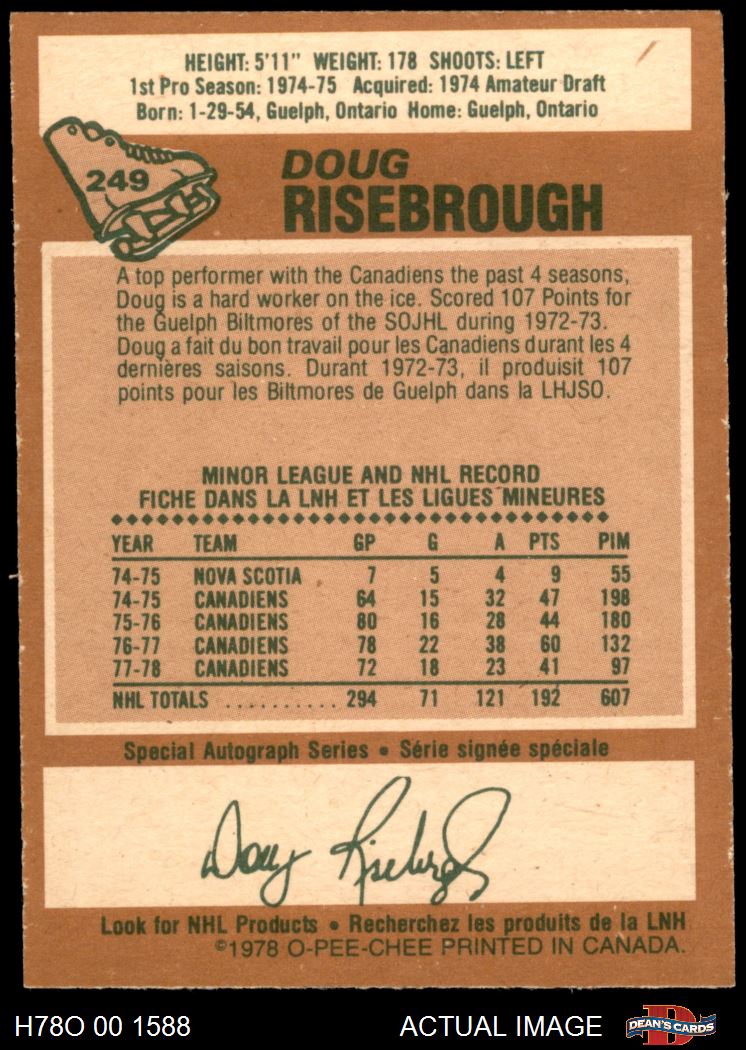 HEIGHT: 5'11" WEIGHT: 178 SHOOTS: LEFT
1st Pro Season: 1974-75 Acquired: 1974 Amateur Draft
Born: 1-29-54, Guelph, Ontario Home: Guelph, Ontario
249
DOUG
RISEBROUGH
A top performer with the Canadiens the past 4 seasons,
Doug is a hard worker on the ice. Scored 107 Points for
the Guelph Biltmores of the SOJHL during 1972-73.
Doug a fait du bon travail pour les Canadiens durant les 4
dernières saisons. Durant 1972-73, il produisit 107
points pour les Biltmores de Guelph dans la LHJSO.
MINOR LEAGUE AND NHL RECORD
FICHE DANS LA LNH ET LES LIGUES MINEURES
YEAR TEAM GP G A PTS PIM
74-75 NOVA SCOTIA 7 5 4 9 55
74-75 CANADIENS 64 15 32 47 198
75-76 CANADIENS 80 16 28 44 180
76-77 CANADIENS 78 22 38 60 132
77-78 CANADIENS 72 18 23 41 97
NHL TOTALS .......... 294 71 121 192 607
Special Autograph Series • Série signée spéciale
Doug Risebrough
Look for NHL Products • Recherchez les produits de la LNH
©1978 O-PEE-CHEE PRINTED IN CANADA.
H78O 00 1588 ACTUAL IMAGE D DEAN'S CARDS